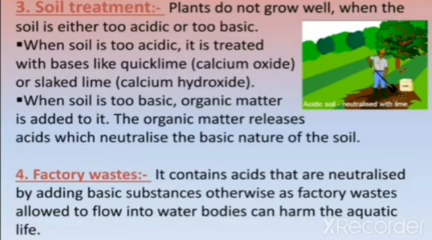 3. Soil treatment:- Plants do not grow well, when the
soil is either too acidic or too basic.
▪When soil is too acidic, it is treated
with bases like quicklime (calcium oxide)
or slaked lime (calcium hydroxide).
▪When soil is too basic, organic matter
is added to it. The organic matter releases
acids which neutralise the basic nature of the soil.
Acidic soil - neutralised with lime
4. Factory wastes:- It contains acids that are neutralised
by adding basic substances otherwise as factory wastes
allowed to flow into water bodies can harm the aquatic
life.
XRecorder